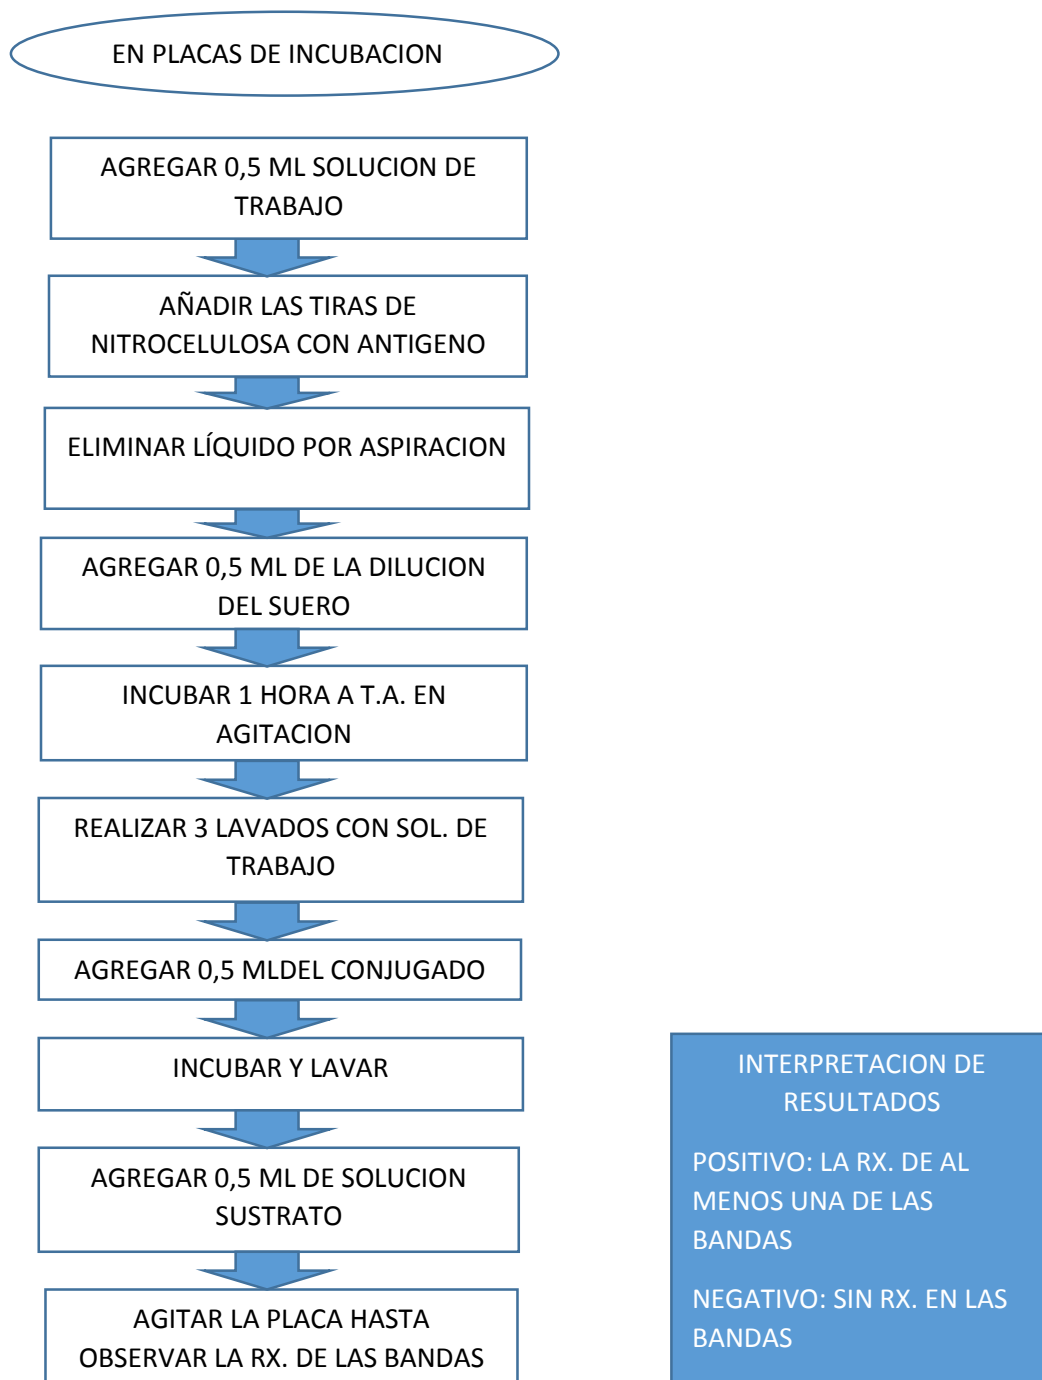 EN PLACAS DE INCUBACION
AGREGAR 0,5 ML SOLUCION DE
TRABAJO
AÑADIR LAS TIRAS DE
NITROCELULOSA CON ANTIGENO
ELIMINAR LÍQUIDO POR ASPIRACION
AGREGAR 0,5 ML DE LA DILUCION
DEL SUERO
INCUBAR 1 HORA A T.A. EN
AGITACION
REALIZAR 3 LAVADOS CON SOL. DE
TRABAJO
AGREGAR 0,5 MLDEL CONJUGADO
INCUBAR Y LAVAR
AGREGAR 0,5 ML DE SOLUCION
SUSTRATO
AGITAR LA PLACA HASTA
OBSERVAR LA RX. DE LAS BANDAS
INTERPRETACION DE
RESULTADOS
POSITIVO: LA RX. DE AL
MENOS UNA DE LAS
BANDAS
NEGATIVO: SIN RX. EN LAS
BANDAS